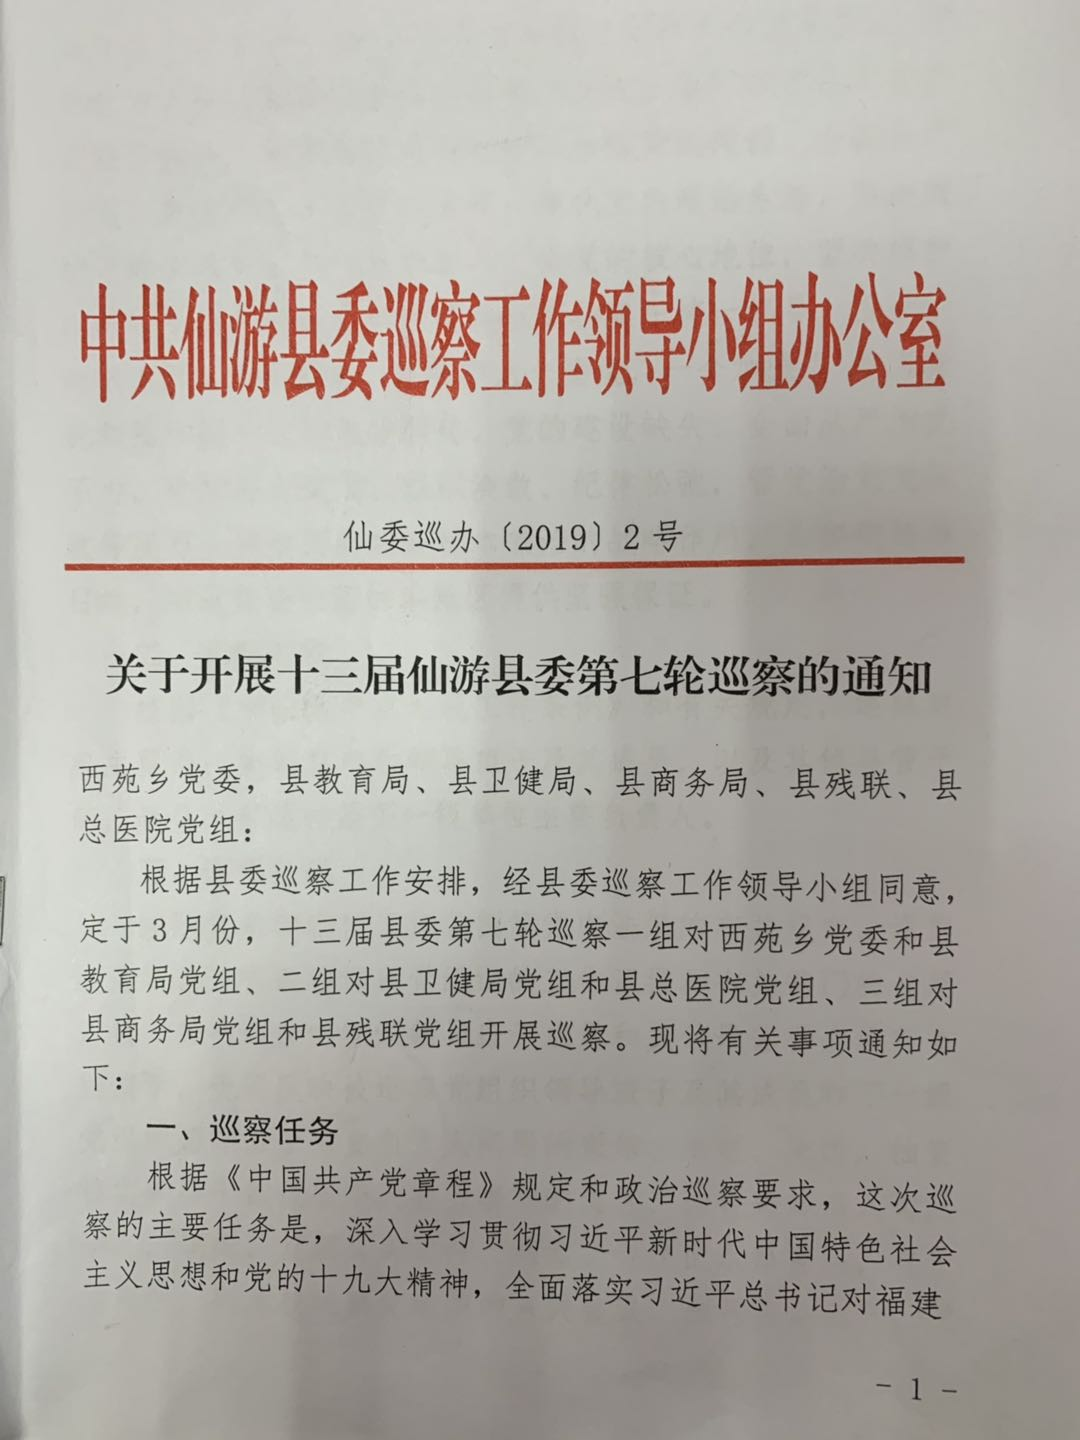 中共仙游县委巡察工作领导小组办公室
仙委巡办〔2019〕2号
关于开展十三届仙游县委第七轮巡察的通知
西苑乡党委，县教育局、县卫健局、县商务局、县残联、县
总医院党组：
根据县委巡察工作安排，经县委巡察工作领导小组同意，
定于3月份，十三届县委第七轮巡察一组对西苑乡党委和县
教育局党组、二组对县卫健局党组和县总医院党组、三组对
县商务局党组和县残联党组开展巡察。现将有关事项通知如
下：
一、巡察任务
根据《中国共产党章程》规定和政治巡察要求，这次巡
察的主要任务是，深入学习贯彻习近平新时代中国特色社会
主义思想和党的十九大精神，全面落实习近平总书记对福建
- 1 -